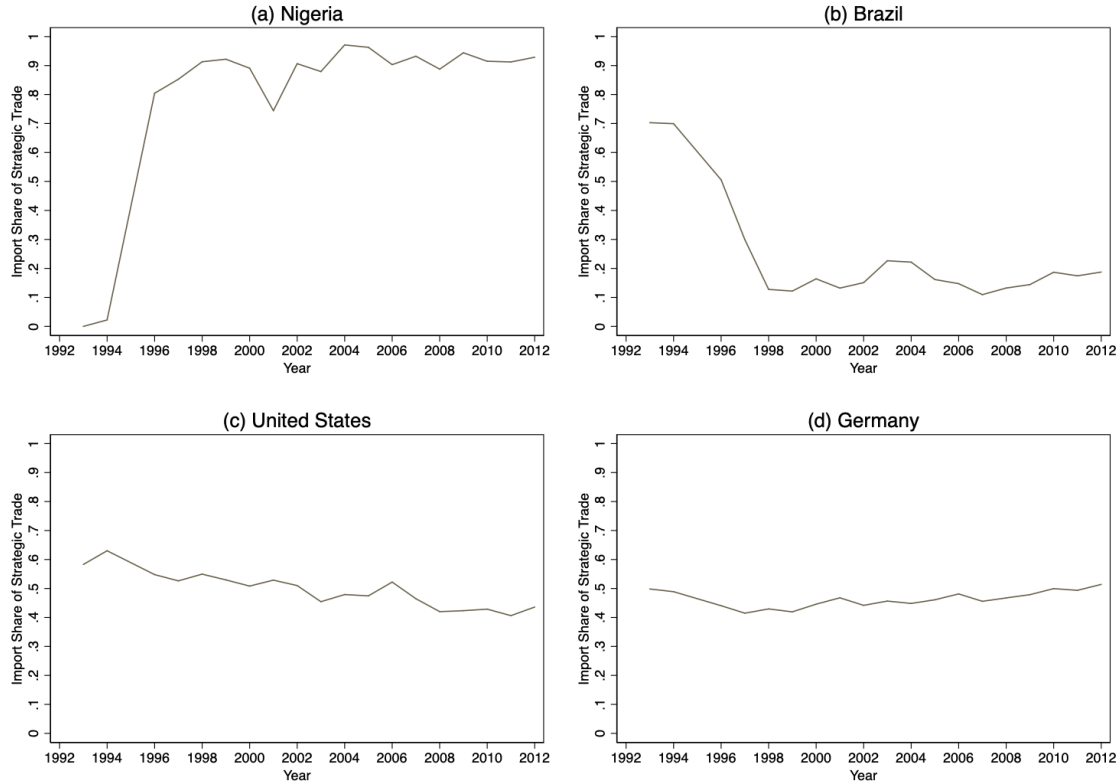 (a) Nigeria
Import Share of Strategic Trade
1
.9
.8
.7
.6
.5
.4
.3
.2
.1
0
1992 1994 1996 1998 2000 2002 2004 2006 2008 2010 2012
Year
(b) Brazil
Import Share of Strategic Trade
1
.9
.8
.7
.6
.5
.4
.3
.2
.1
0
1992 1994 1996 1998 2000 2002 2004 2006 2008 2010 2012
Year
(c) United States
Import Share of Strategic Trade
1
.9
.8
.7
.6
.5
.4
.3
.2
.1
0
1992 1994 1996 1998 2000 2002 2004 2006 2008 2010 2012
Year
(d) Germany
Import Share of Strategic Trade
1
.9
.8
.7
.6
.5
.4
.3
.2
.1
0
1992 1994 1996 1998 2000 2002 2004 2006 2008 2010 2012
Year